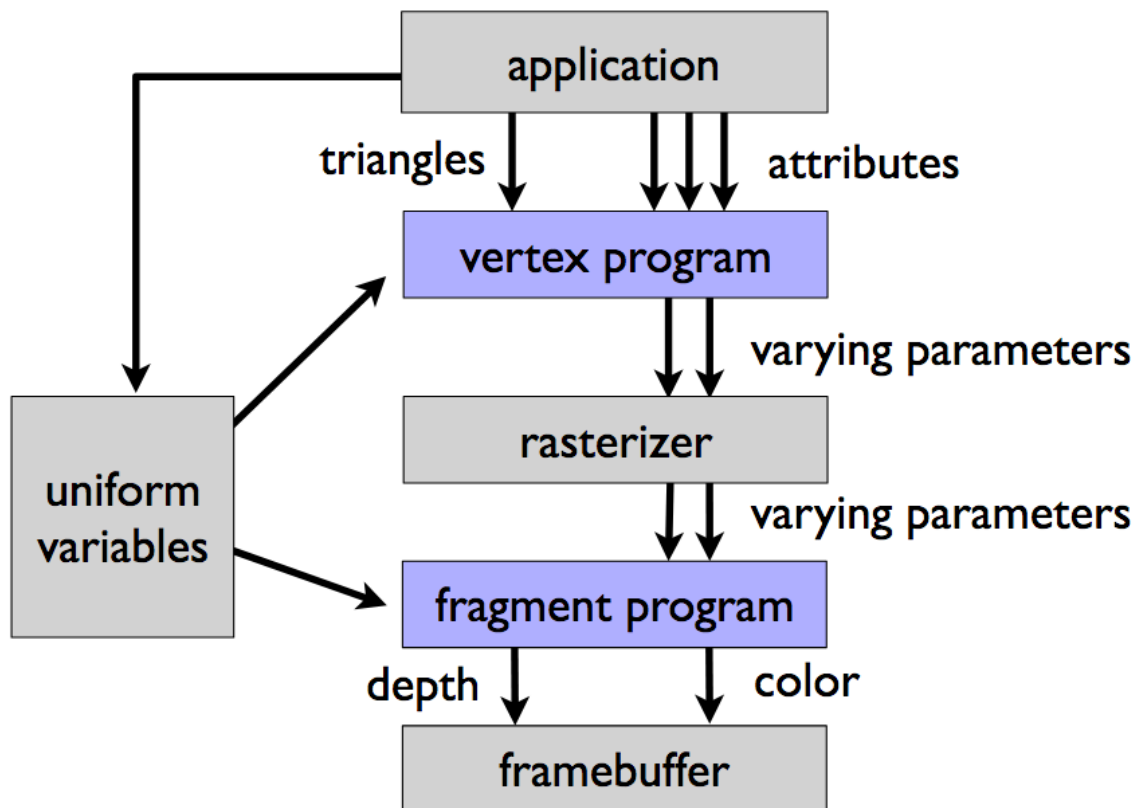 application
triangles
attributes
vertex program
varying parameters
rasterizer
uniform
variables
varying parameters
fragment program
depth
color
framebuffer